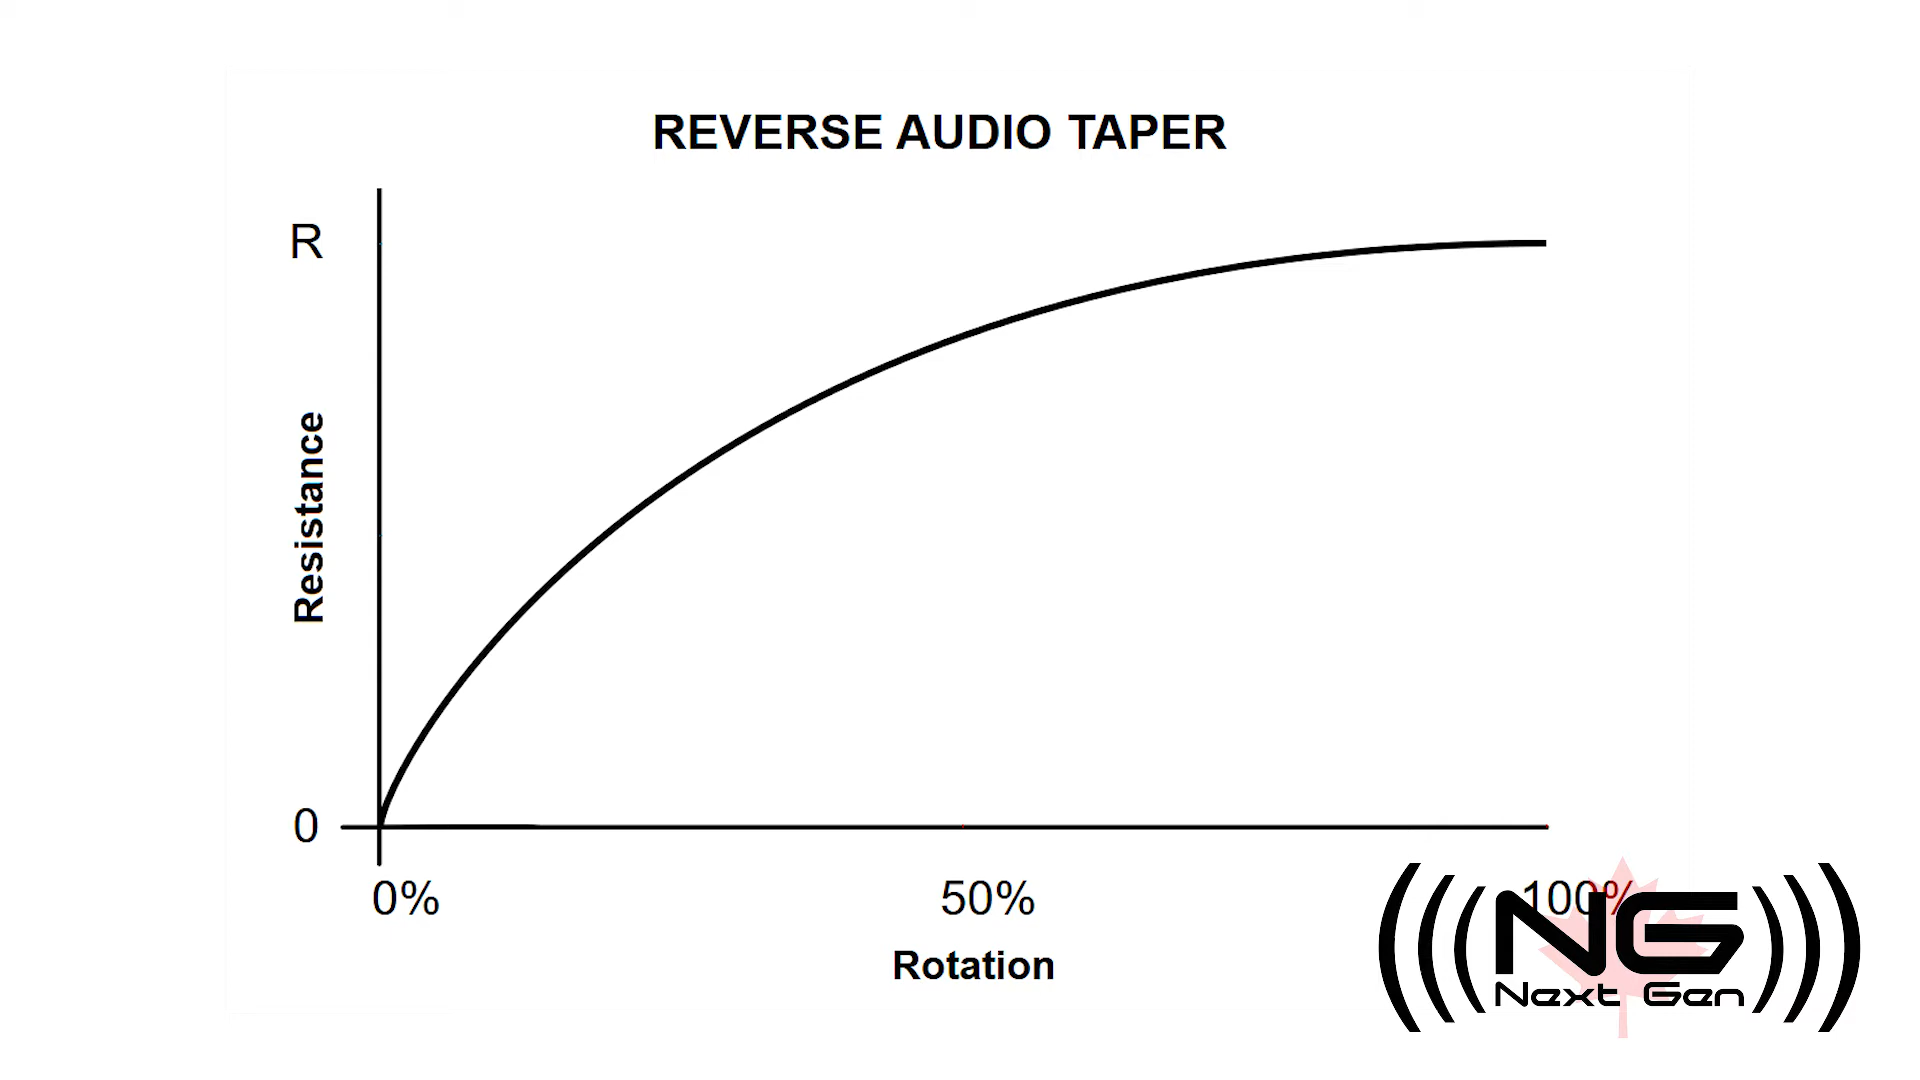 REVERSE AUDIO TAPER
R
Resistance
0
0%
50%
100%
Rotation
NG
Next Gen